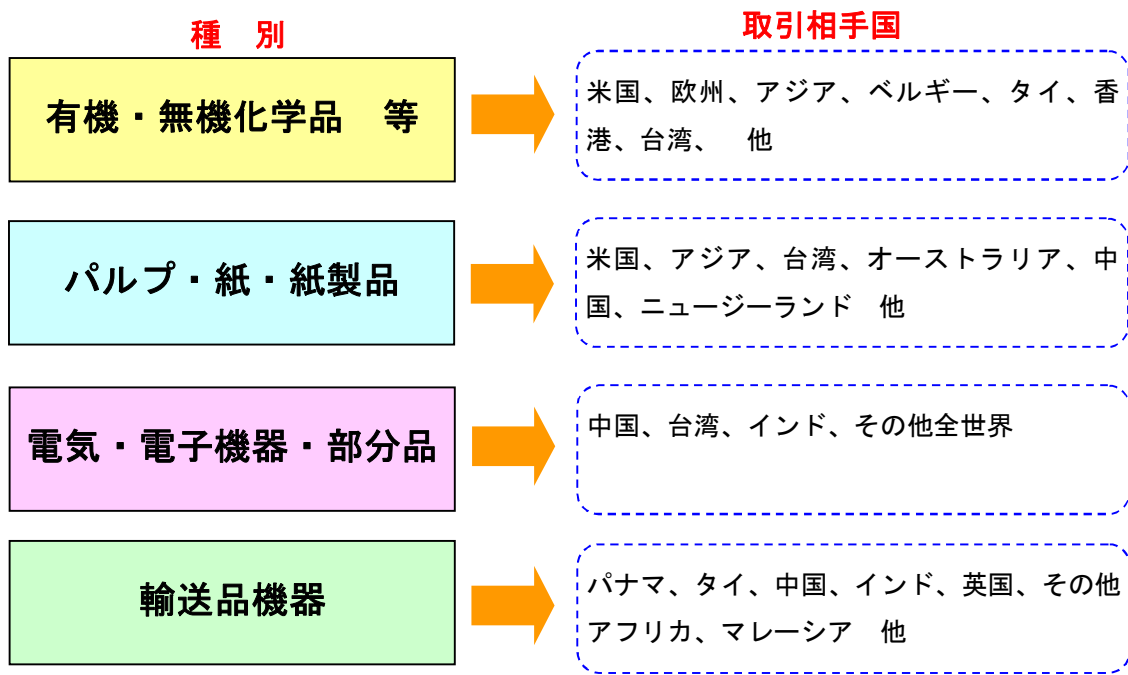 種　別
取引相手国
有機・無機化学品　等
米国、欧州、アジア、ベルギー、タイ、香
港、台湾、　他
パルプ・紙・紙製品
米国、アジア、台湾、オーストラリア、中
国、ニュージーランド　他
電気・電子機器・部分品
中国、台湾、インド、その他全世界
輸送品機器
パナマ、タイ、中国、インド、英国、その他
アフリカ、マレーシア　他